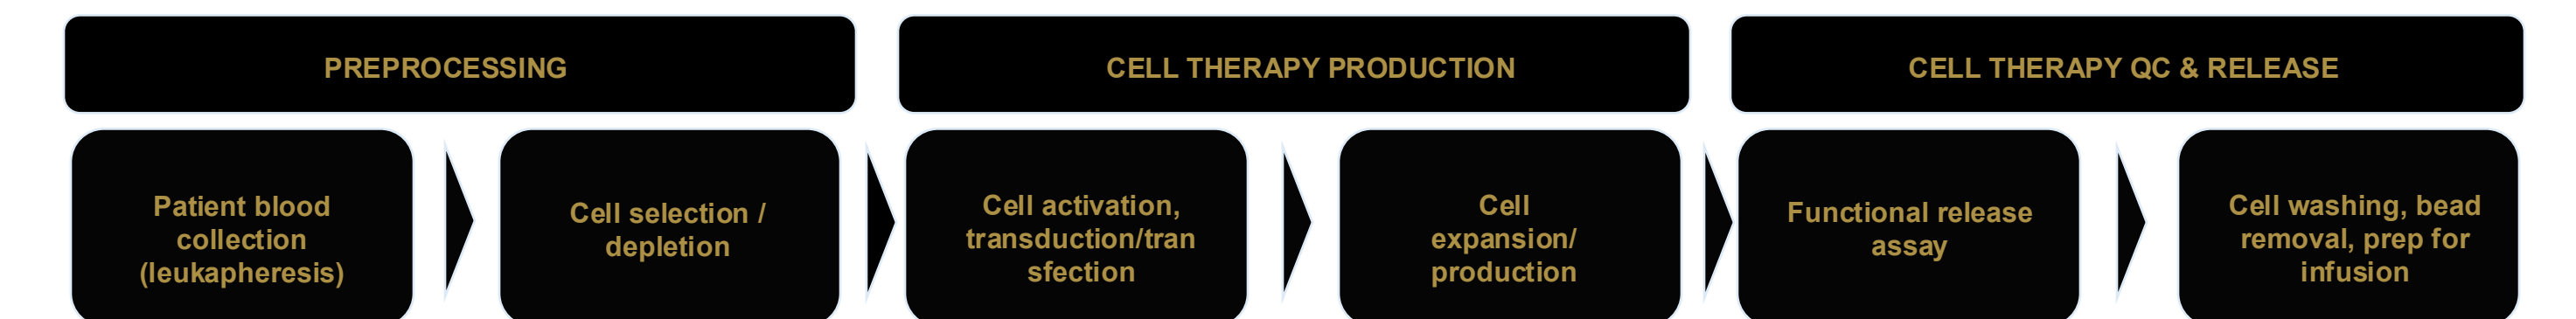 PREPROCESSING
CELL THERAPY PRODUCTION
CELL THERAPY QC & RELEASE
Patient blood
collection
(leukapheresis)
Cell selection /
depletion
Cell activation,
transduction/tran
sfection
Cell
expansion/
production
Functional release
assay
Cell washing, bead
removal, prep for
infusion